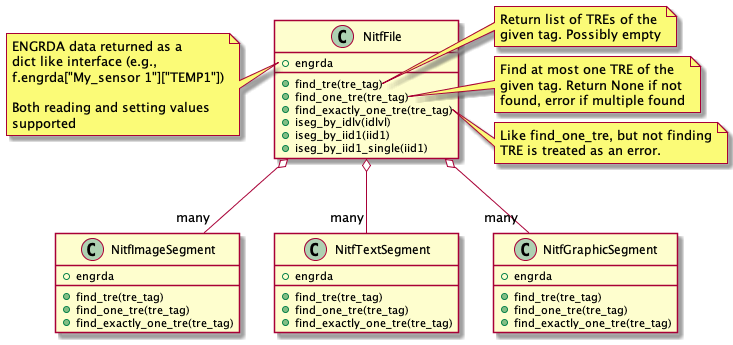 ENGRDA data returned as a
dict like interface (e.g.,
f.engrda["My_sensor 1"]["TEMP1"])
Both reading and setting values
supported
C NitfFile
engrda
find_tre(tre_tag)
find_one_tre(tre_tag)
find_exactly_one_tre(tre_tag)
iseg_by_idlv(idlvl)
iseg_by_iid1(iid1)
iseg_by_iid1_single(iid1)
Return list of TREs of the
given tag. Possibly empty
Find at most one TRE of the
given tag. Return None if not
found, error if multiple found
Like find_one_tre, but not finding
TRE is treated as an error.
many
many
many
C NitfImageSegment
engrda
find_tre(tre_tag)
find_one_tre(tre_tag)
find_exactly_one_tre(tre_tag)
C NitfTextSegment
engrda
find_tre(tre_tag)
find_one_tre(tre_tag)
find_exactly_one_tre(tre_tag)
C NitfGraphicSegment
engrda
find_tre(tre_tag)
find_one_tre(tre_tag)
find_exactly_one_tre(tre_tag)